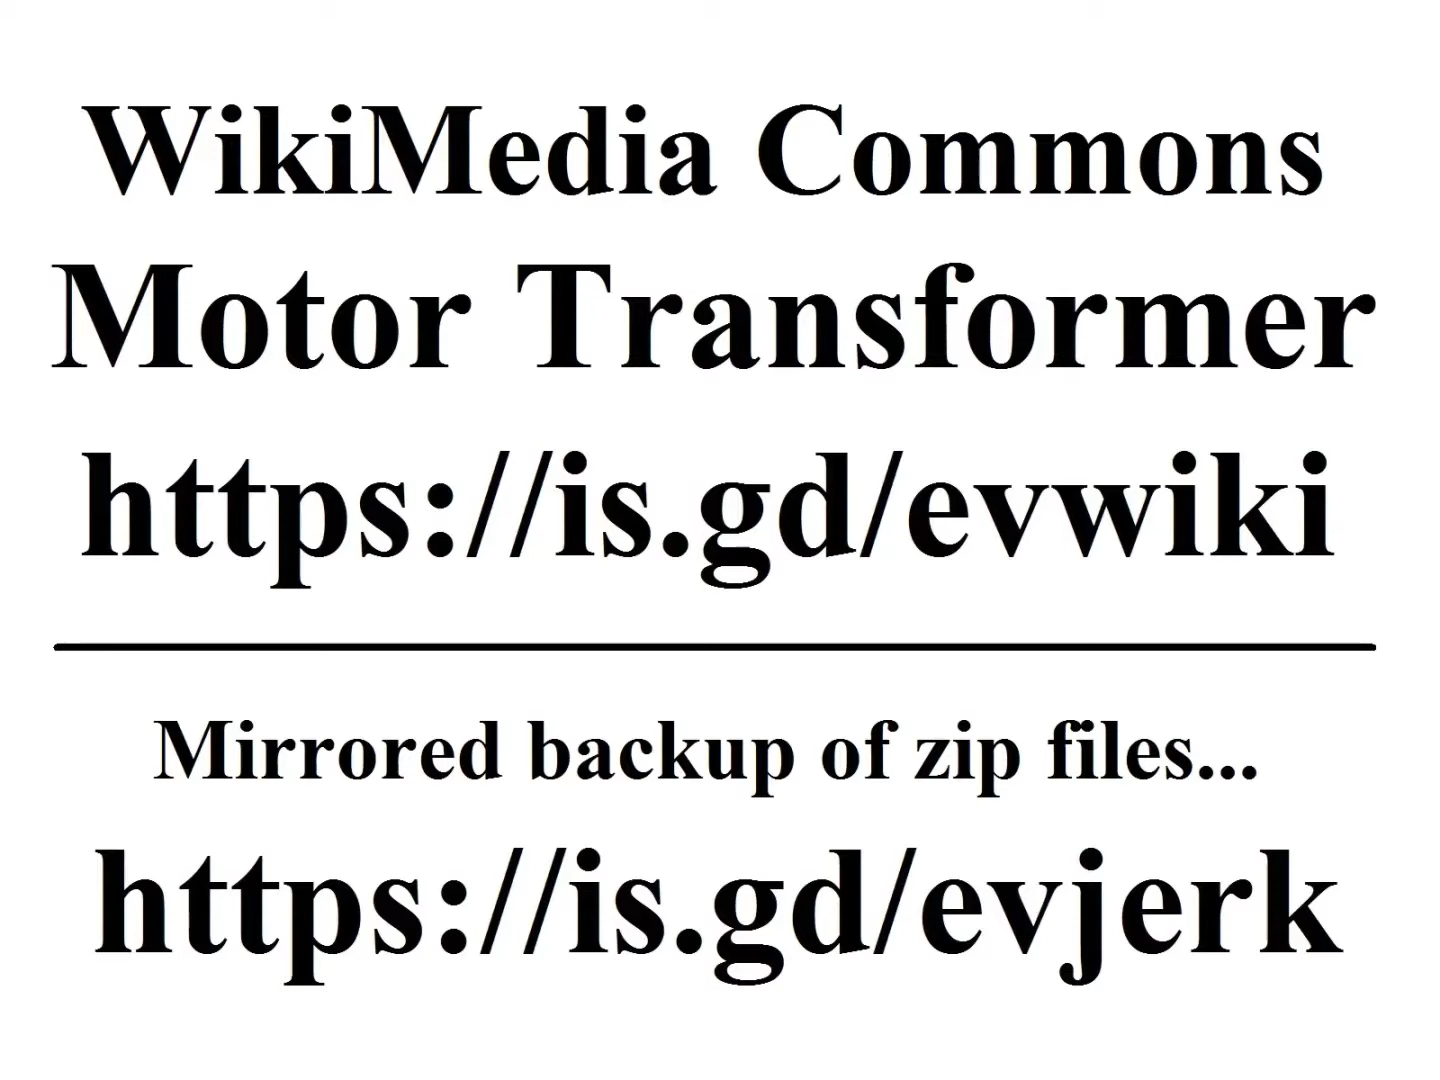 WikiMedia Commons
Motor Transformer
https://is.gd/evwiki
Mirrored backup of zip files...
https://is.gd/evjerk